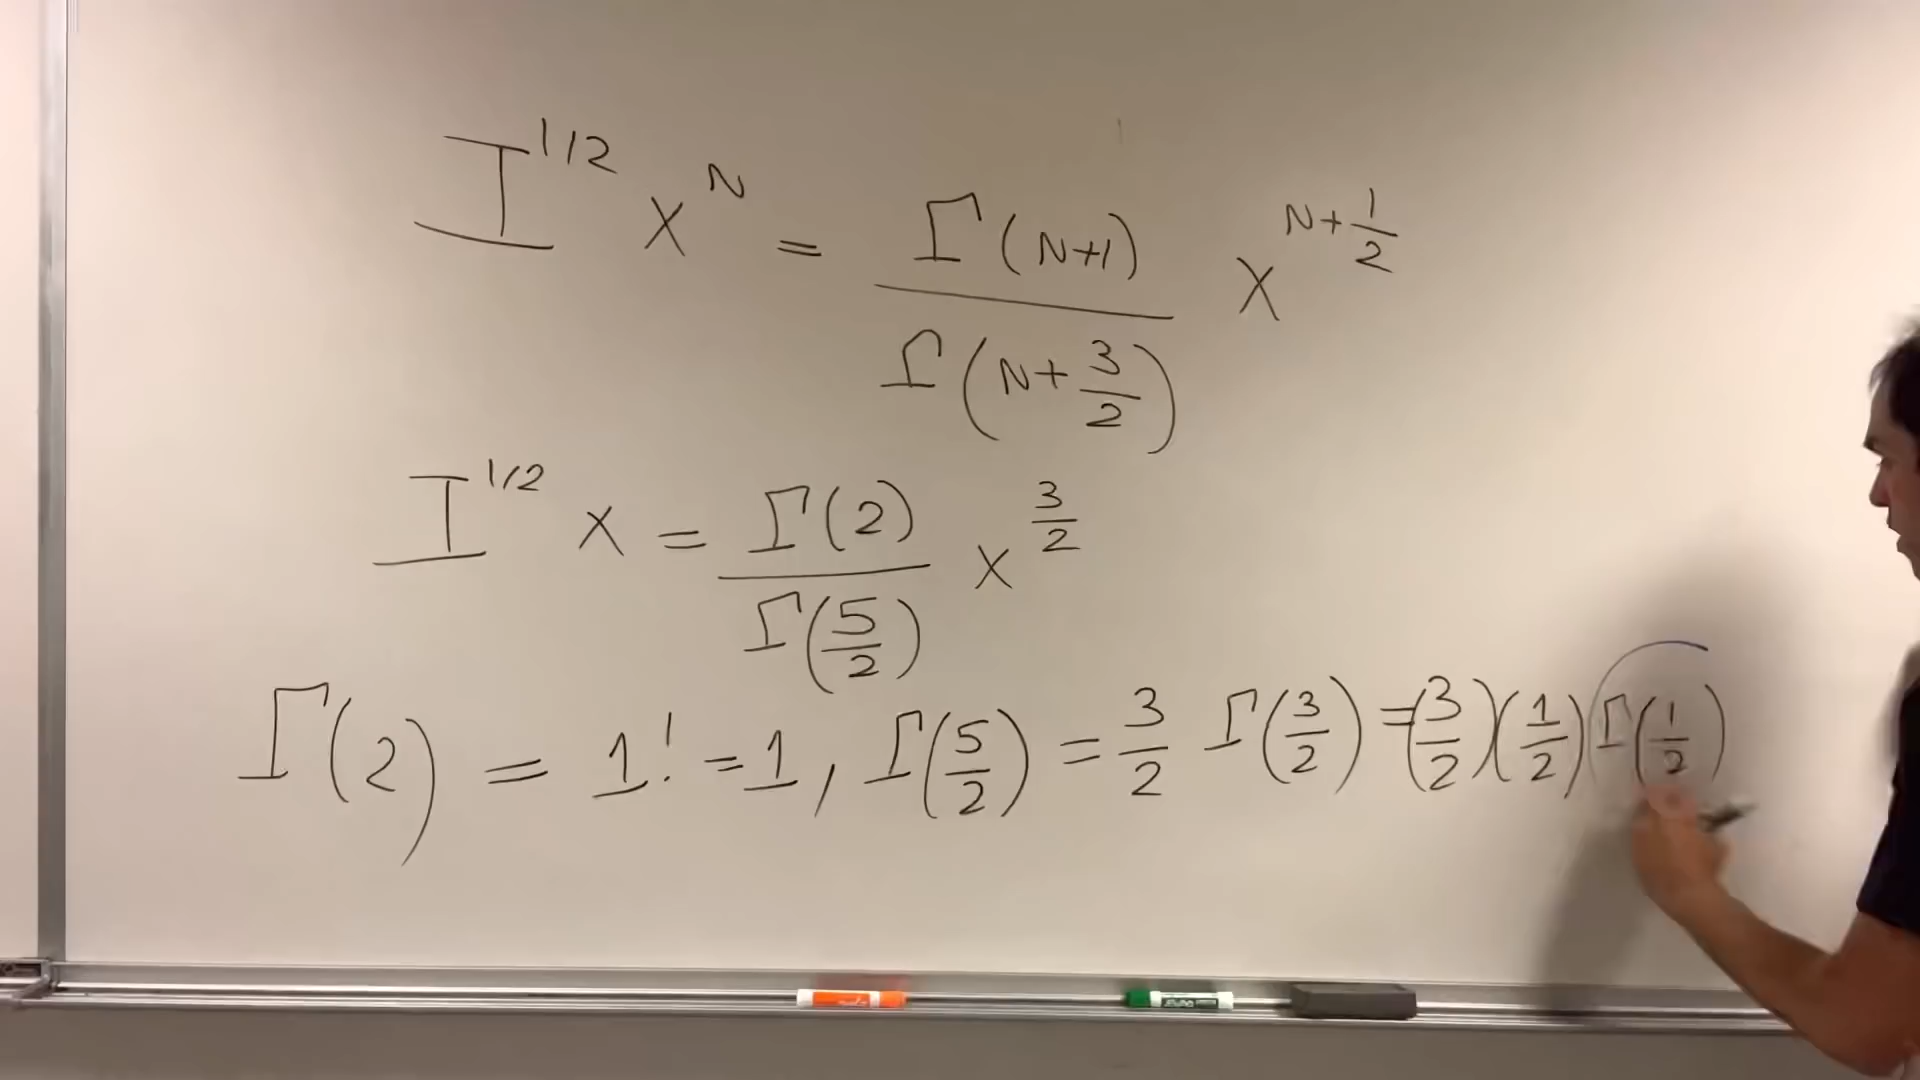 I^{1/2} x^N = Γ(N+1) / Γ(N + 3/2) x^{N + 1/2}
I^{1/2} x = Γ(2) / Γ(5/2) x^{3/2}
Γ(2) = 1! = 1, Γ(5/2) = 3/2 Γ(3/2) = (3/2)(1/2) Γ(1/2)